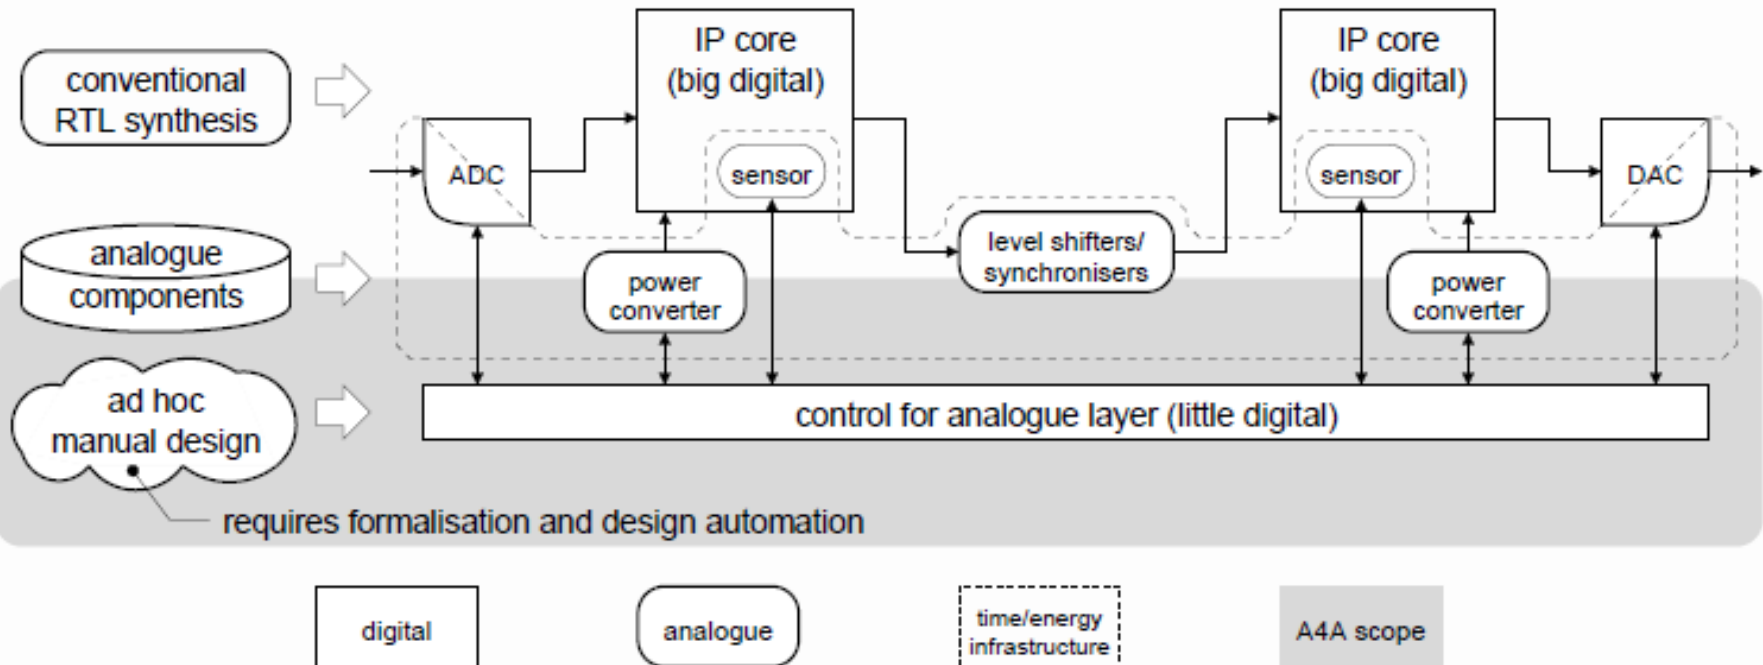 IP core
(big digital)
IP core
(big digital)
conventional
RTL synthesis
ADC
sensor
sensor
DAC
level shifters/
synchronisers
analogue
components
power
converter
power
converter
ad hoc
manual design
control for analogue layer (little digital)
requires formalisation and design automation
digital
analogue
time/energy
infrastructure
A4A scope